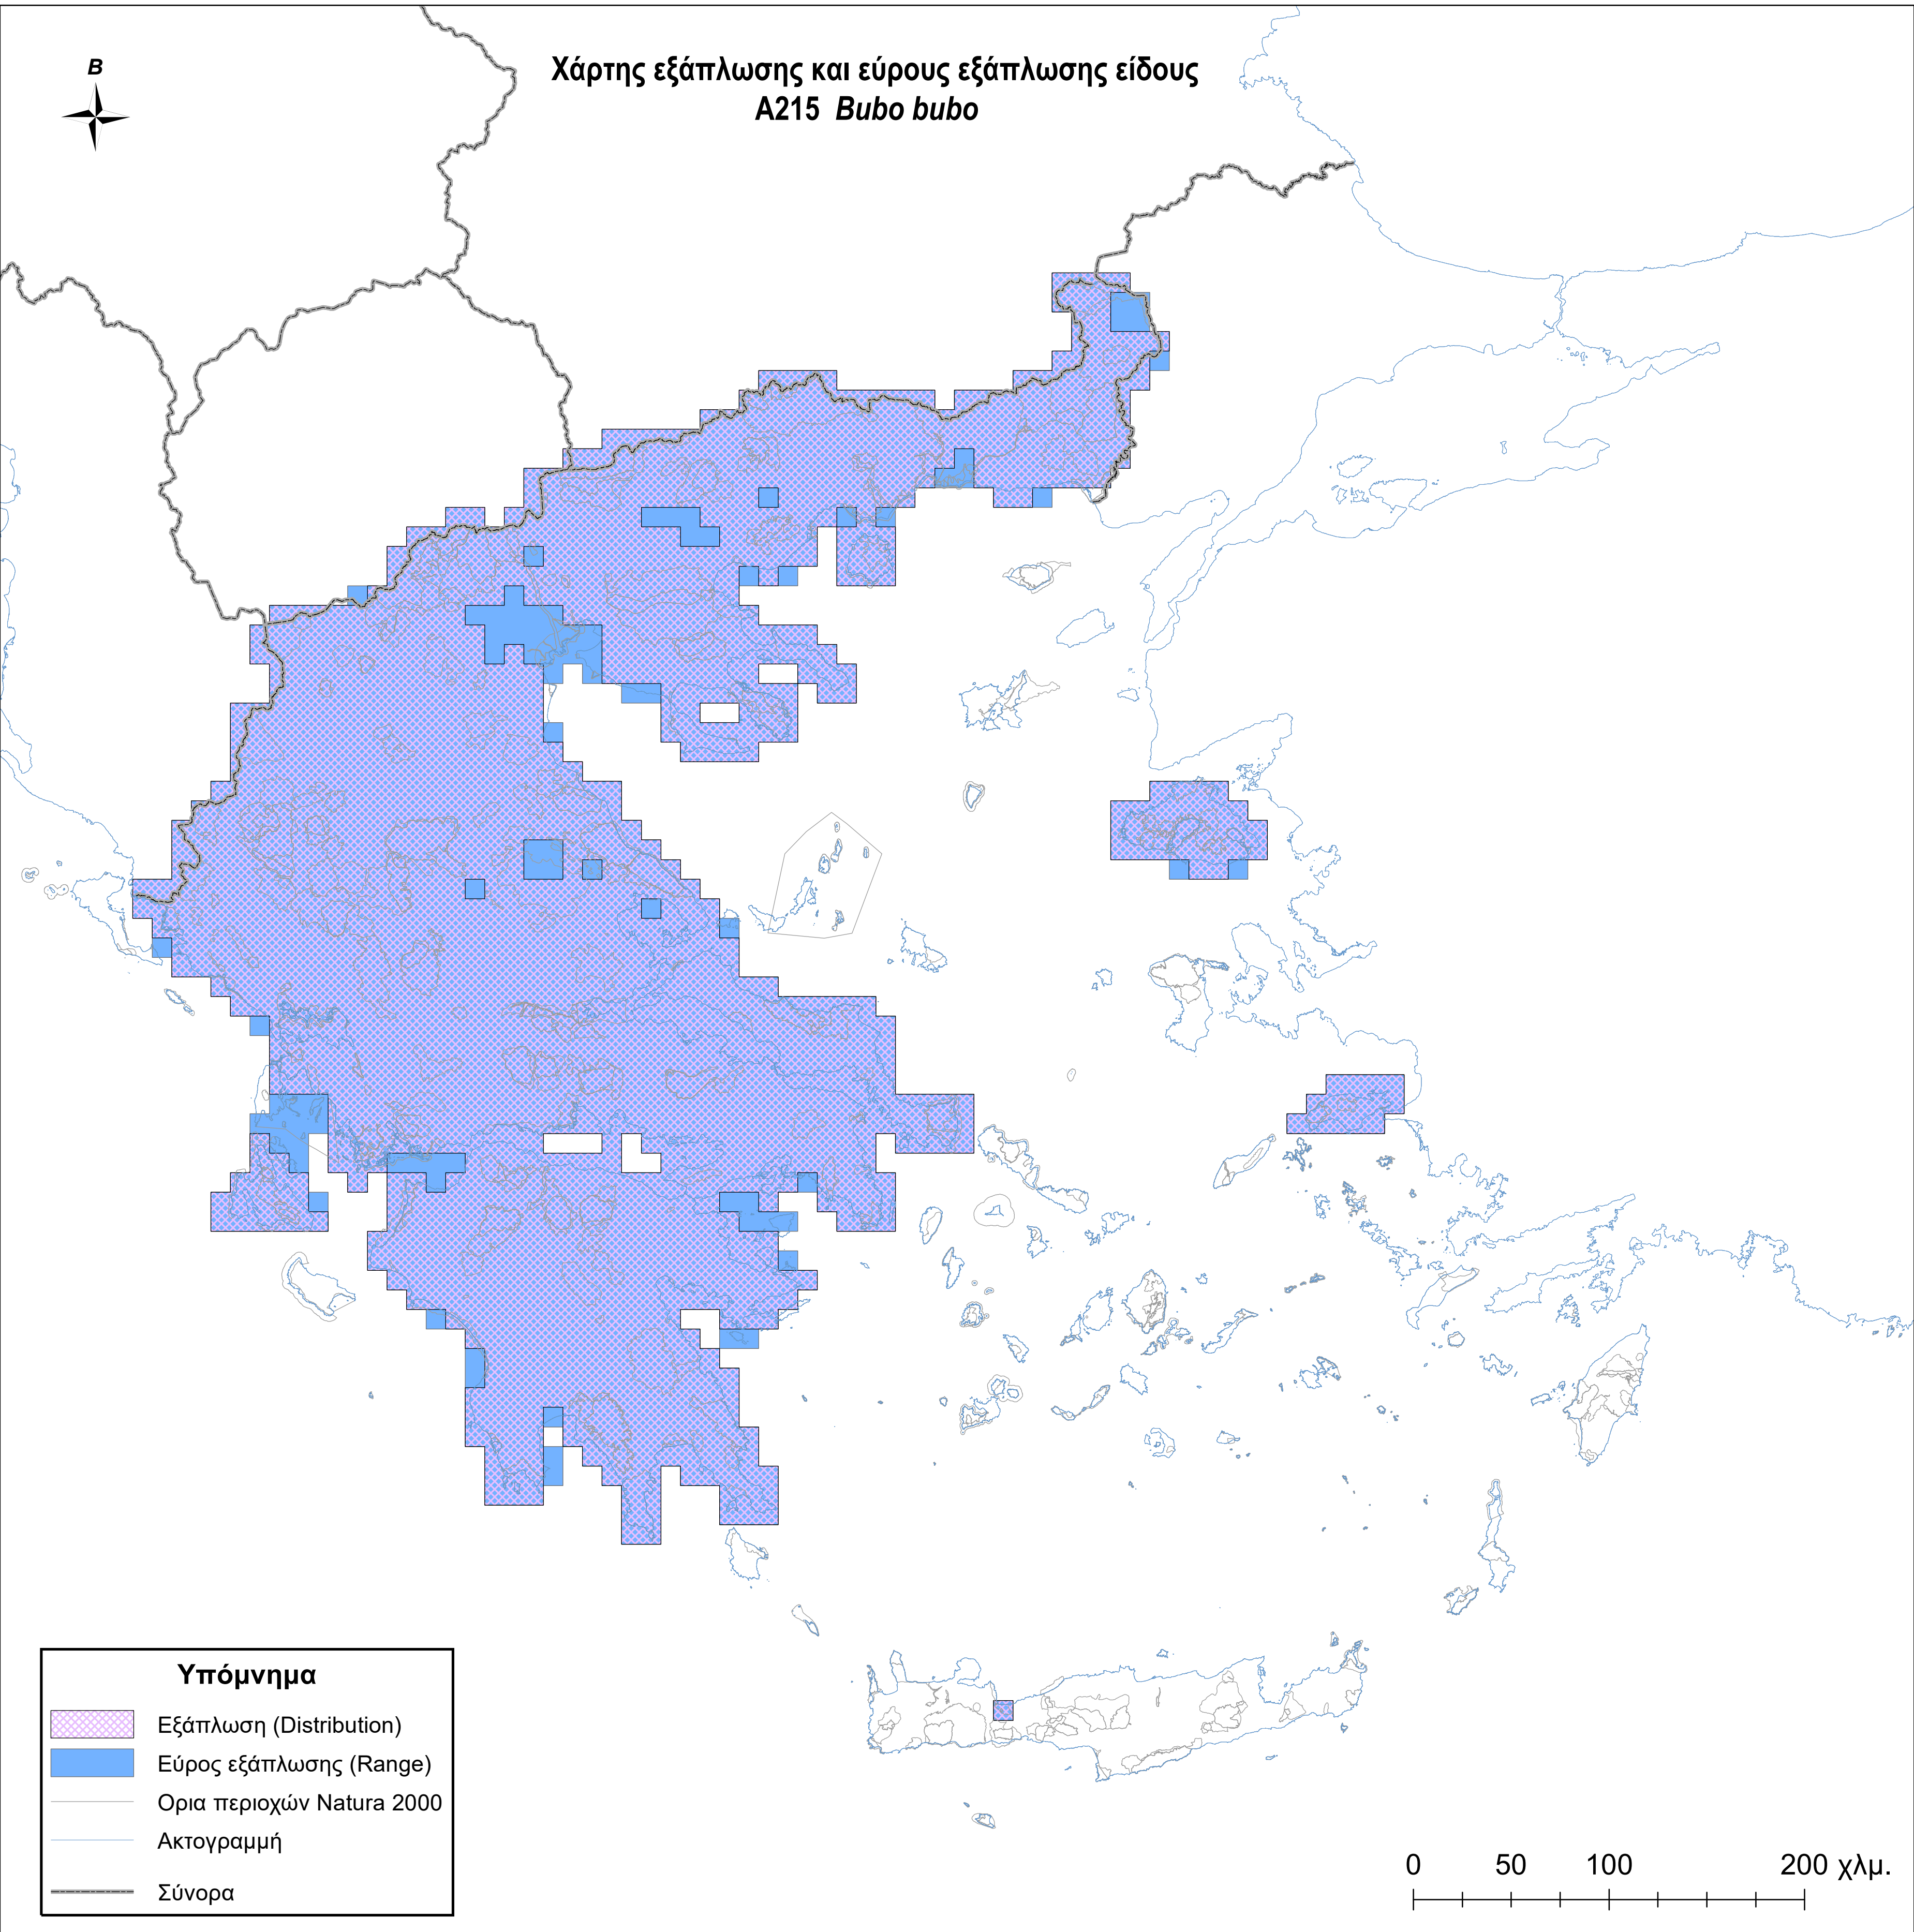 Χάρτης εξάπλωσης και εύρους εξάπλωσης είδους
A215 Bubo bubo
B
Υπόμνημα
Εξάπλωση (Distribution)
Εύρος εξάπλωσης (Range)
Ορια περιοχών Natura 2000
Ακτογραμμή
Σύνορα
0 50 100 200 χλμ.